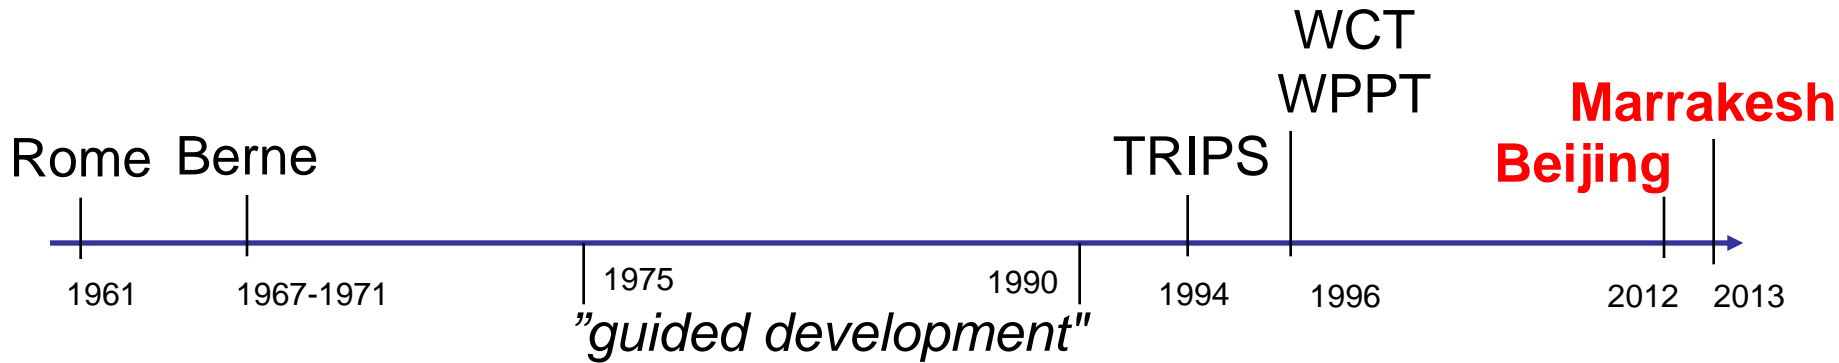 WCT
WPPT
Marrakesh
Rome Berne TRIPS Beijing
1961 1967-1971 1975 1990 1994 1996 2012 2013
”guided development"